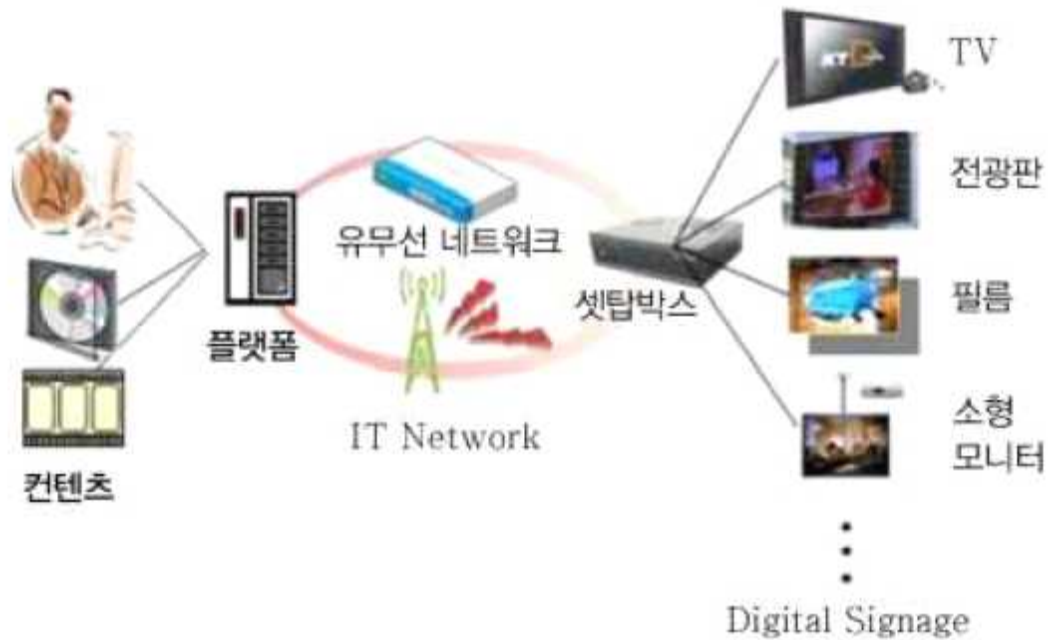 TV
전광판
유무선 네트워크
필름
셋탑박스
플랫폼
소형
모니터
IT Network
컨텐츠
Digital Signage